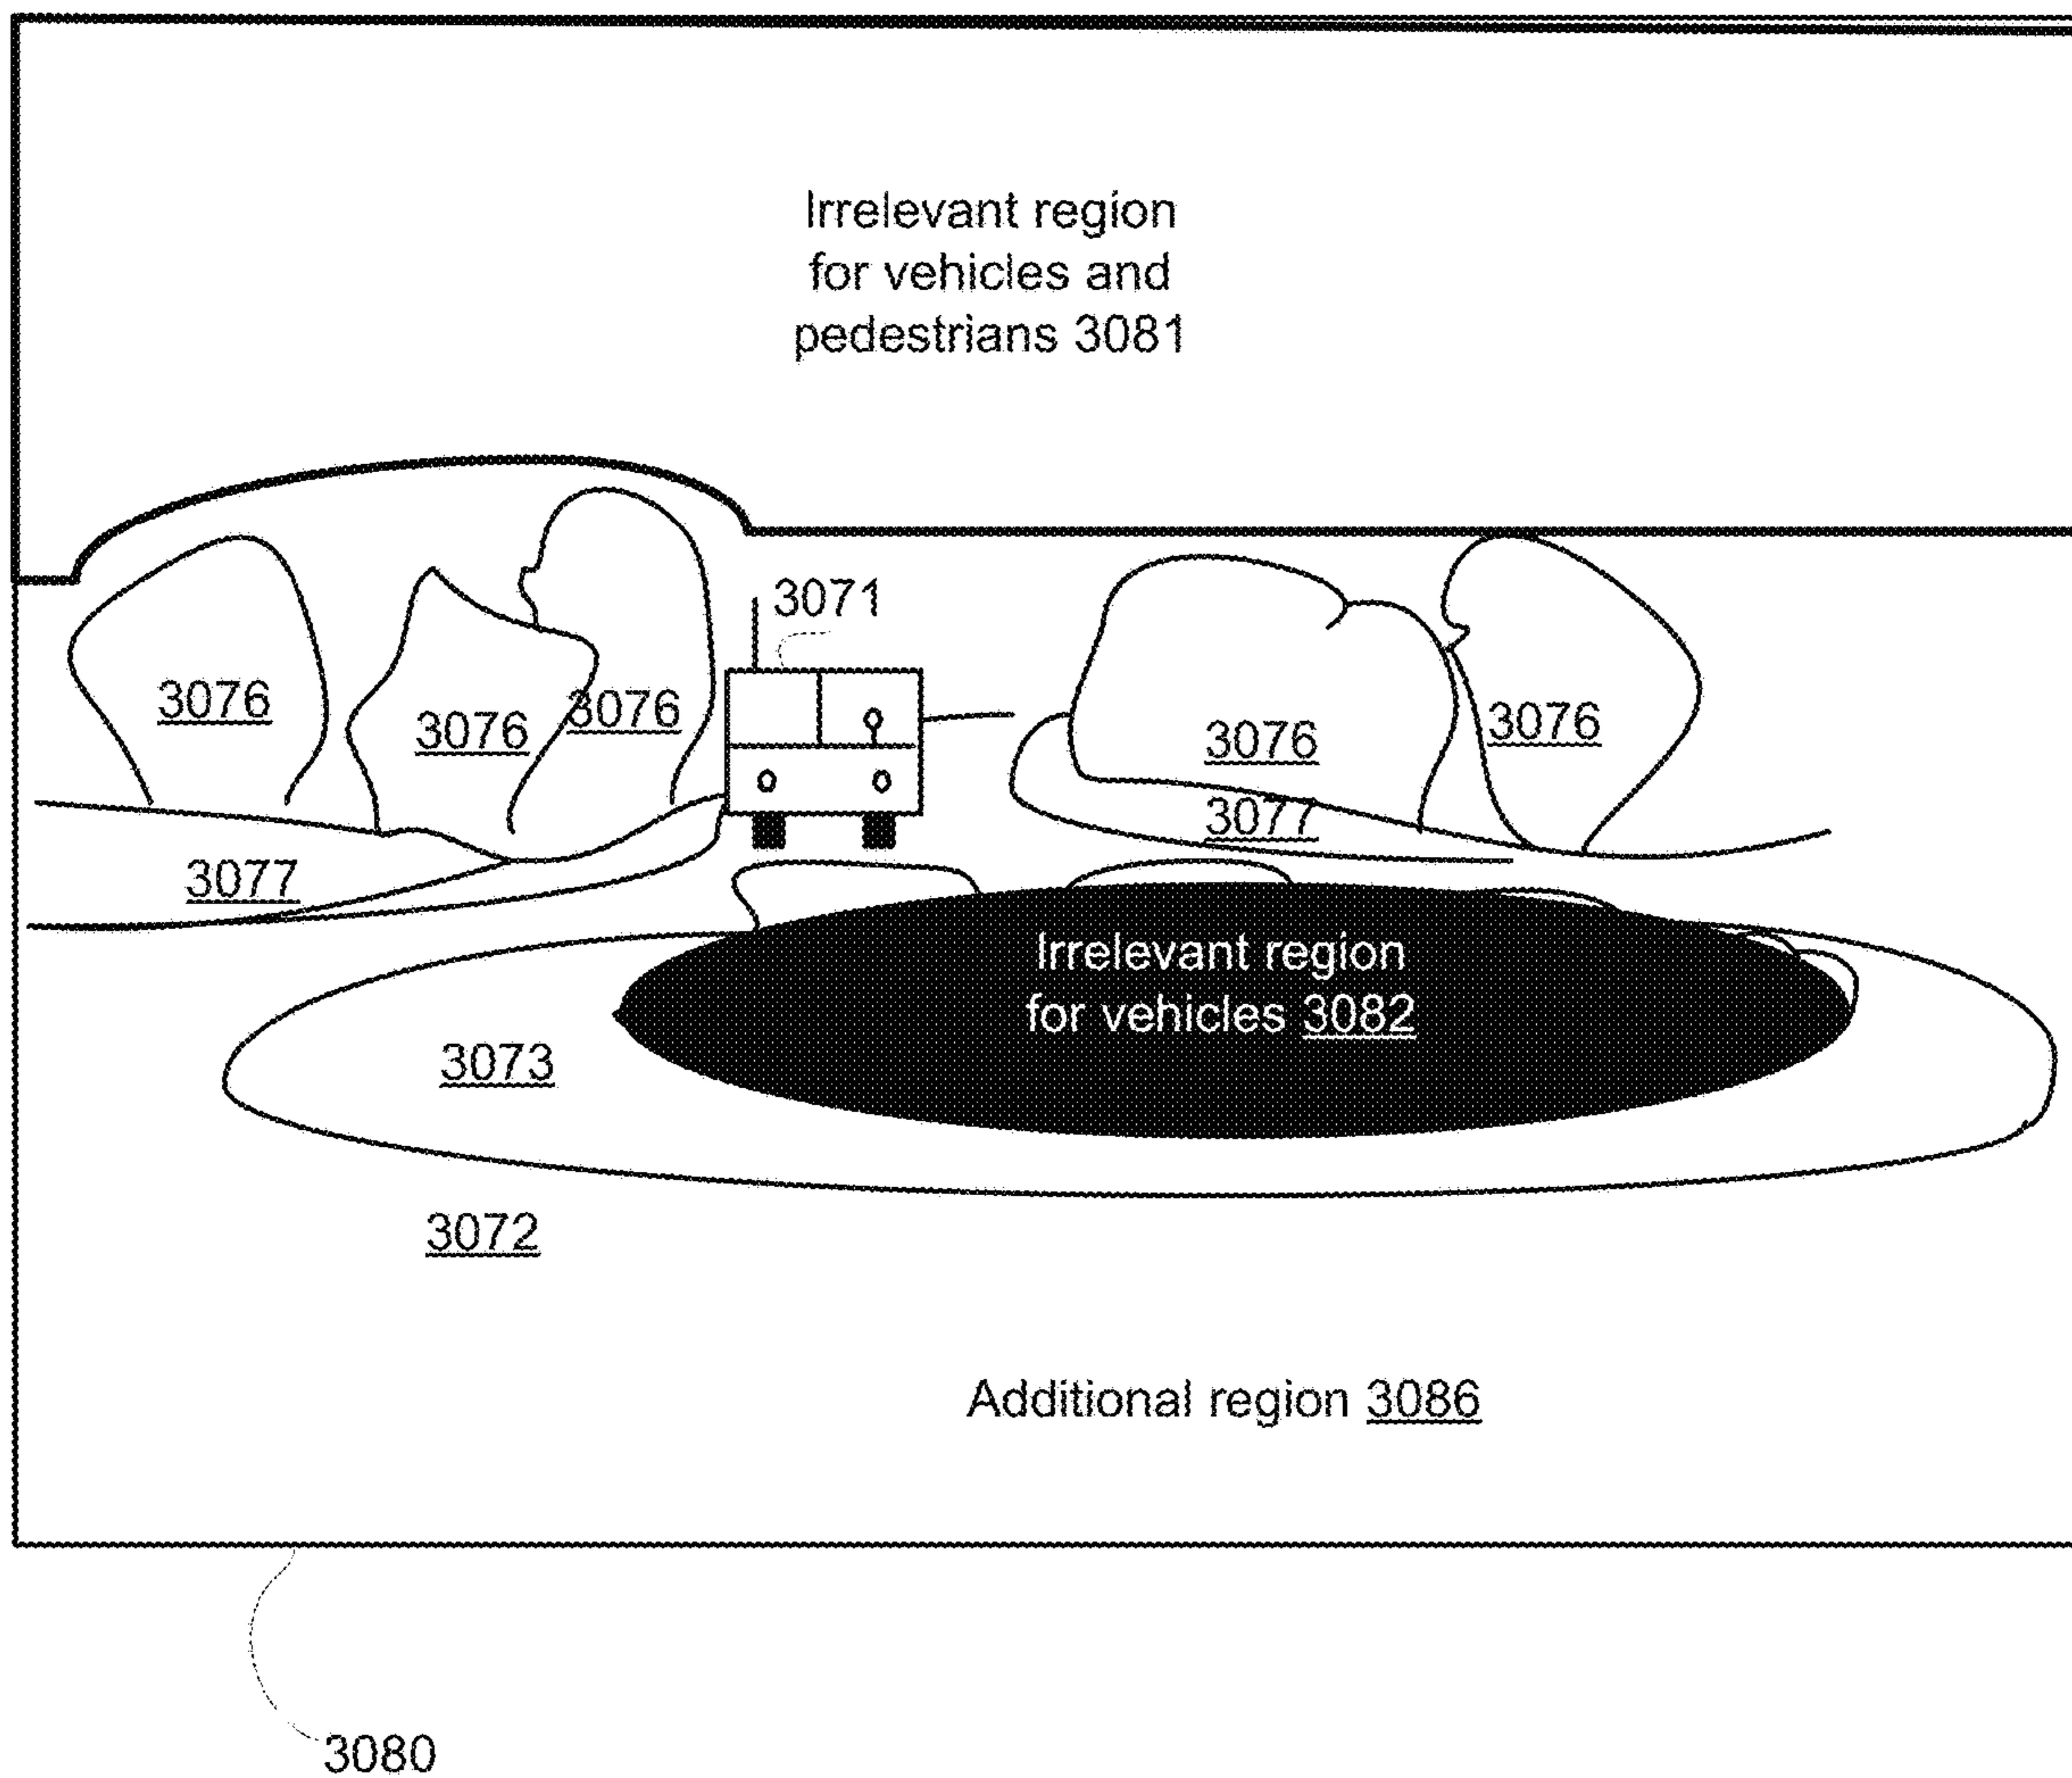 Irrelevant region
for vehicles and
pedestrians 3081
3071
3076
3076
3076
3076
3076
3077
3077
Irrelevant region
for vehicles 3082
3073
3072
Additional region 3086
3080